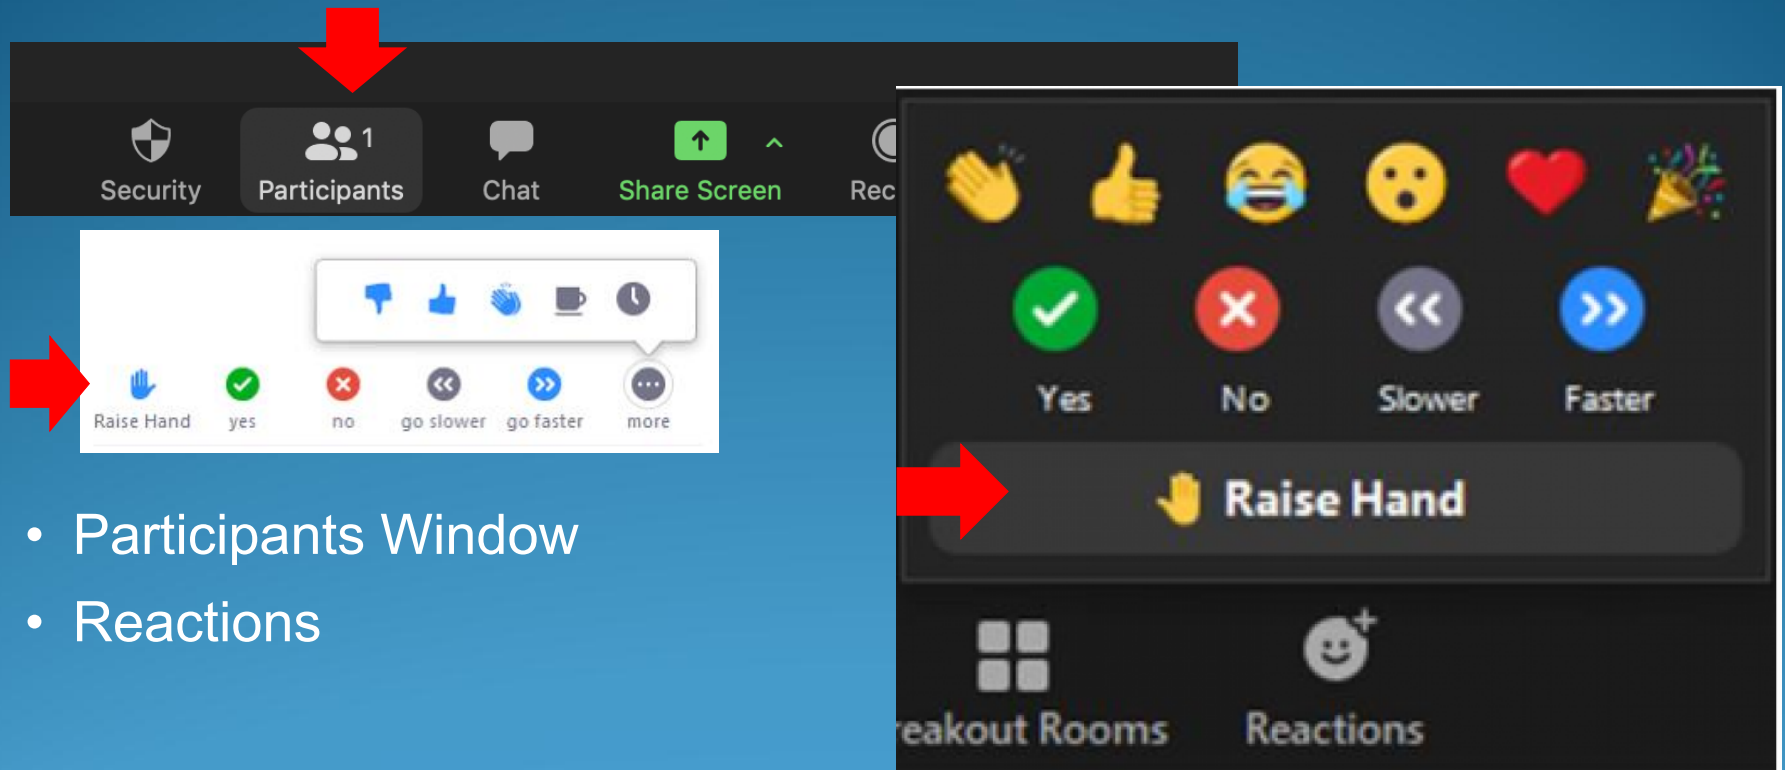 1
Security Participants Chat Share Screen Rec
Raise Hand yes no go slower go faster more
• Participants Window
• Reactions
Yes No Slower Faster
Raise Hand
reakout Rooms Reactions